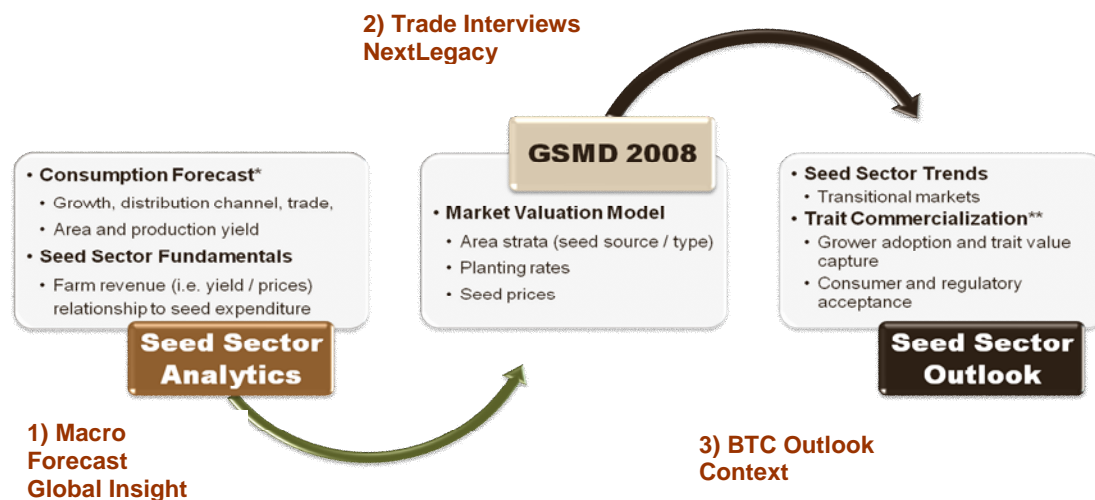 2) Trade Interviews
NextLegacy
GSMD 2008
• Consumption Forecast*
• Growth, distribution channel, trade,
• Area and production yield
• Seed Sector Fundamentals
• Farm revenue (i.e. yield / prices)
relationship to seed expenditure
Seed Sector
Analytics
• Market Valuation Model
• Area strata (seed source / type)
• Planting rates
• Seed prices
• Seed Sector Trends
• Transitional markets
• Trait Commercialization**
• Grower adoption and trait value
capture
• Consumer and regulatory
acceptance
Seed Sector
Outlook
1) Macro
Forecast
Global Insight
3) BTC Outlook
Context